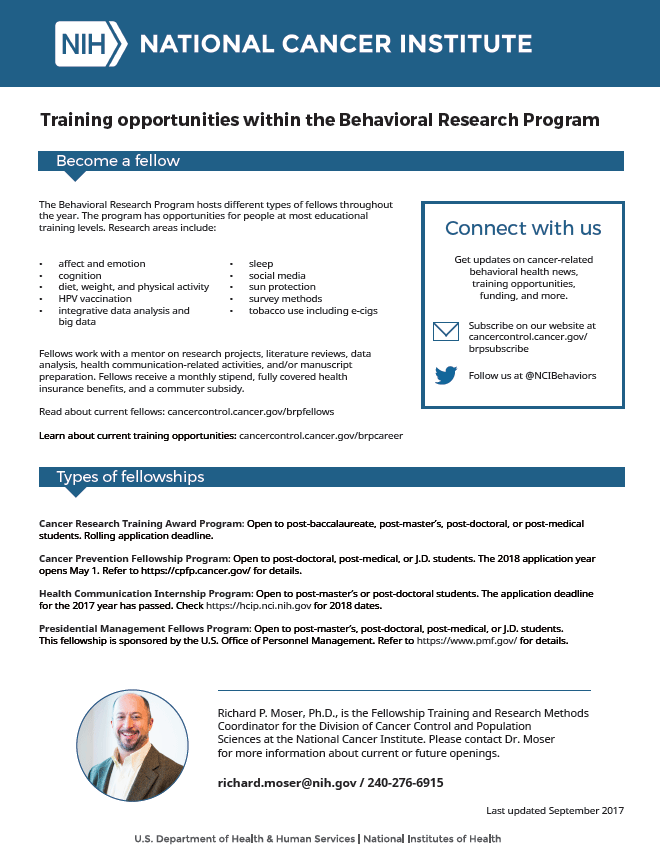 NIH NATIONAL CANCER INSTITUTE
Training opportunities within the Behavioral Research Program
Become a fellow
The Behavioral Research Program hosts different types of fellows throughout
the year. The program has opportunities for people at most educational
training levels. Research areas include:
• affect and emotion
• cognition
• diet, weight, and physical activity
• HPV vaccination
• integrative data analysis and
big data
• sleep
• social media
• sun protection
• survey methods
• tobacco use including e-cigs
Fellows work with a mentor on research projects, literature reviews, data
analysis, health communication-related activities, and/or manuscript
preparation. Fellows receive a monthly stipend, fully covered health
insurance benefits, and a commuter subsidy.
Read about current fellows: cancercontrol.cancer.gov/brpfellows
Learn about current training opportunities: cancercontrol.cancer.gov/brpcareer
Connect with us
Get updates on cancer-related
behavioral health news,
training opportunities,
funding, and more.
Subscribe on our website at
cancercontrol.cancer.gov/
brpsubscribe
Follow us at @NCIBehaviors
Types of fellowships
Cancer Research Training Award Program: Open to post-baccalaureate, post-master's, post-doctoral, or post-medical
students. Rolling application deadline.
Cancer Prevention Fellowship Program: Open to post-doctoral, post-medical, or J.D. students. The 2018 application year
opens May 1. Refer to https://cpfp.cancer.gov/ for details.
Health Communication Internship Program: Open to post-master's or post-doctoral students. The application deadline
for the 2017 year has passed. Check https://hcip.nci.nih.gov for 2018 dates.
Presidential Management Fellows Program: Open to post-master's, post-doctoral, post-medical, or J.D. students.
This fellowship is sponsored by the U.S. Office of Personnel Management. Refer to https://www.pmf.gov/ for details.
Richard P. Moser, Ph.D., is the Fellowship Training and Research Methods
Coordinator for the Division of Cancer Control and Population
Sciences at the National Cancer Institute. Please contact Dr. Moser
for more information about current or future openings.
richard.moser@nih.gov / 240-276-6915
Last updated September 2017
U.S. Department of Health & Human Services | National Institutes of Health